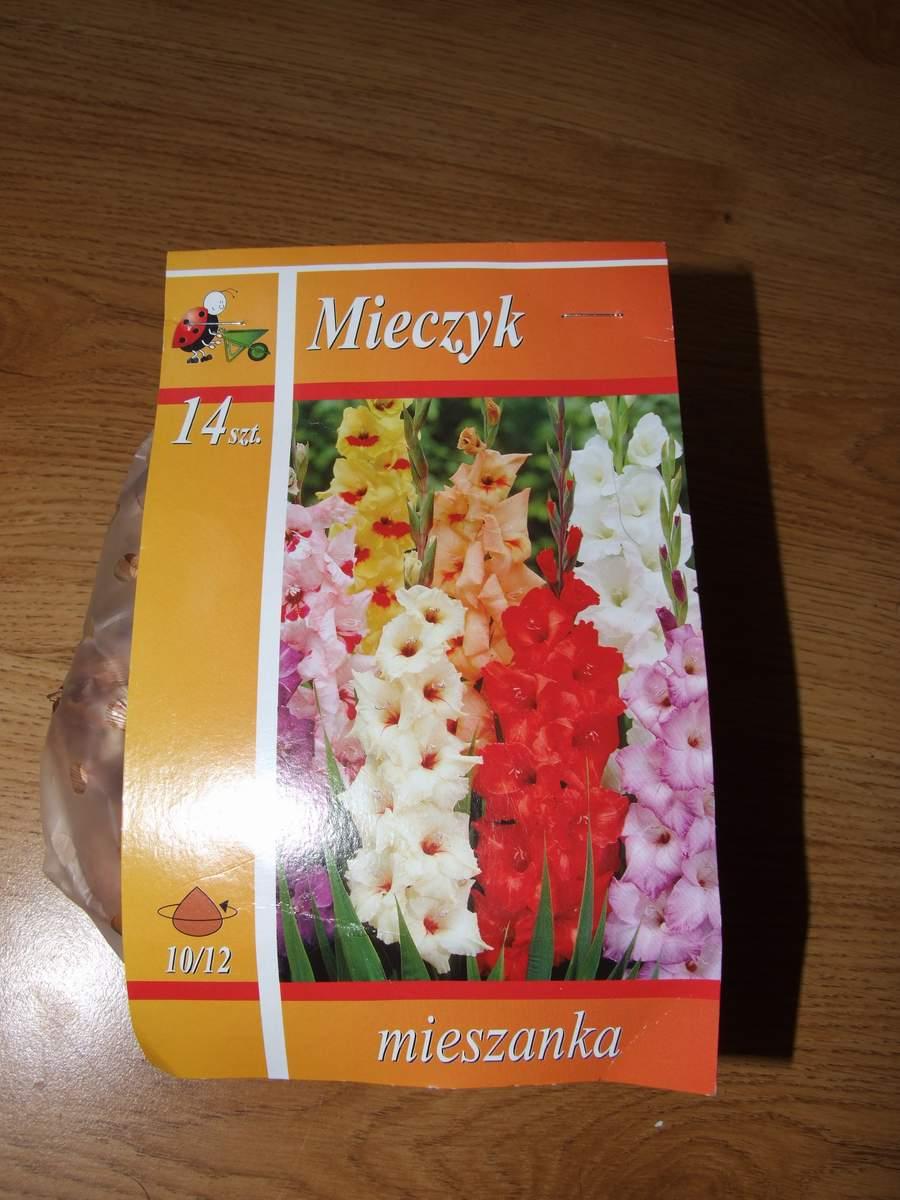 Mieczyk
14 szt.
10/12
mieszanka